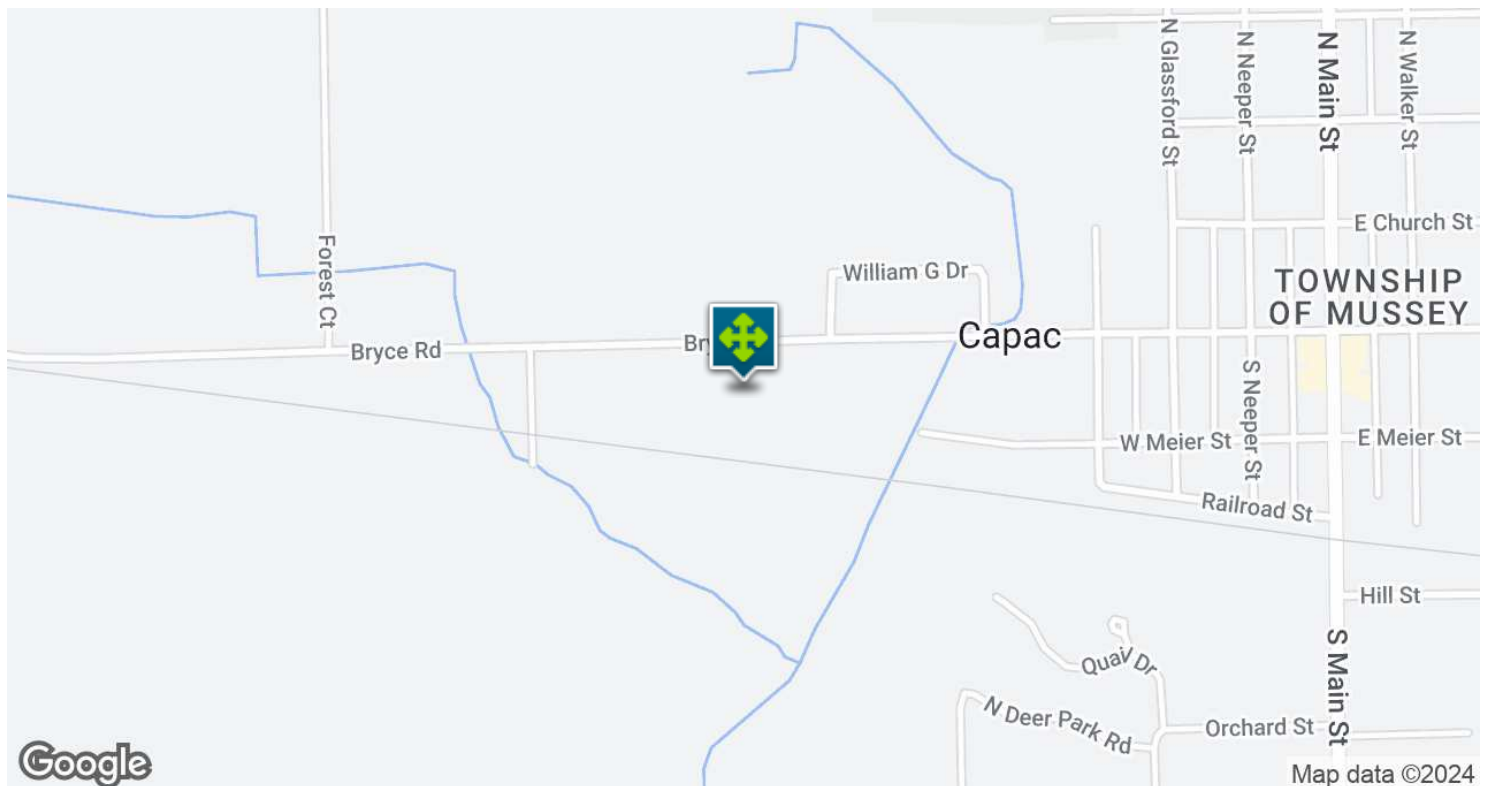 N Glassford St
N Neeper St
N Main St
N Walker St
E Church St
Forest Ct
William G Dr
TOWNSHIP
OF MUSSEY
Bryce Rd
Capac
S Neeper St
W Meier St
E Meier St
Railroad St
Hill St
Quail Dr
S Main St
N Deer Park Rd
Orchard St
Google
Map data ©2024